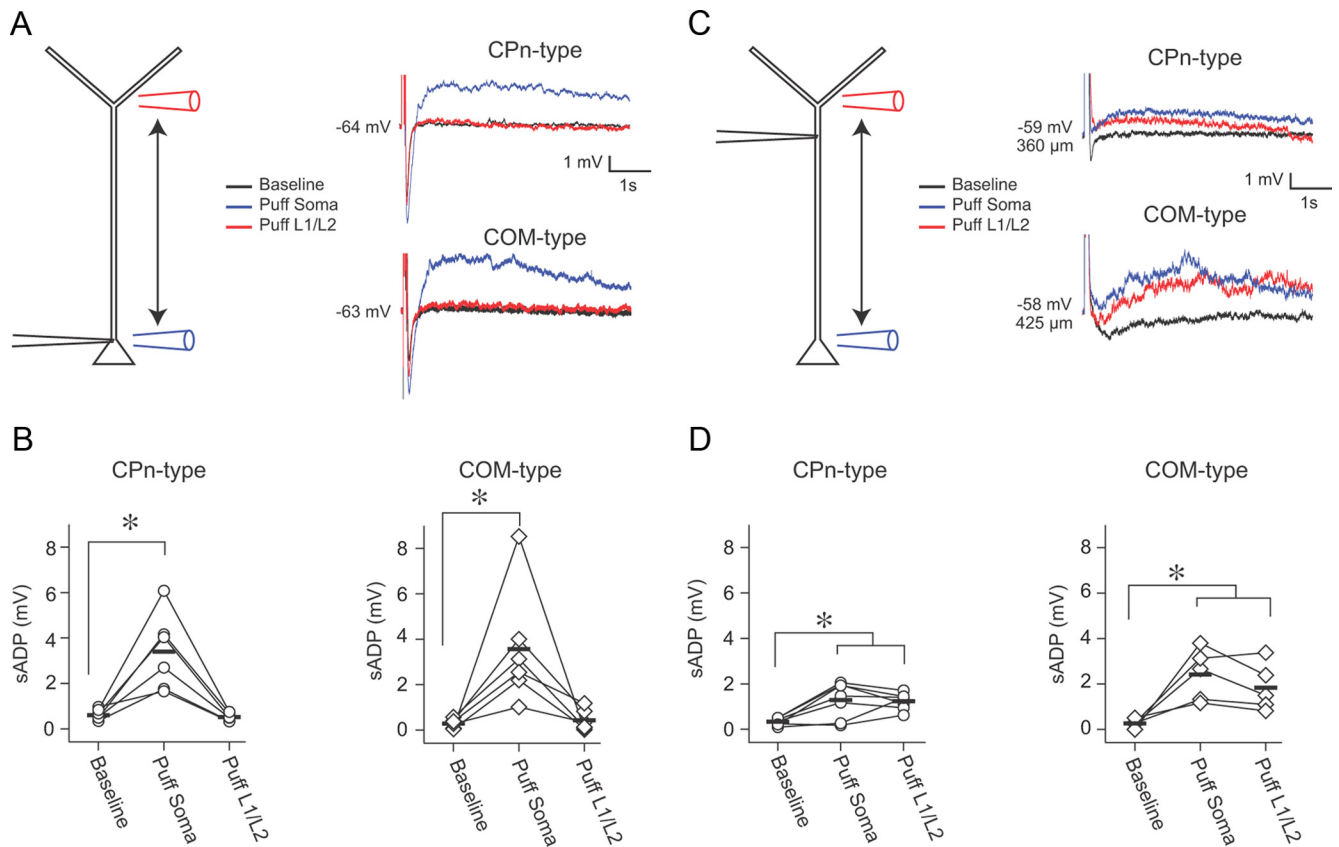 A
CPn-type
-64 mV
1 mV
1s
Baseline
Puff Soma
Puff L1/L2
COM-type
-63 mV
C
CPn-type
-59 mV
360 µm
1 mV
1s
Baseline
Puff Soma
Puff L1/L2
COM-type
-58 mV
425 µm
B
CPn-type
*
sADP (mV)
8
6
4
2
0
Baseline
Puff Soma
Puff L1/L2
COM-type
*
sADP (mV)
8
6
4
2
0
Baseline
Puff Soma
Puff L1/L2
D
CPn-type
*
sADP (mV)
8
6
4
2
0
Baseline
Puff Soma
Puff L1/L2
COM-type
*
sADP (mV)
8
6
4
2
0
Baseline
Puff Soma
Puff L1/L2